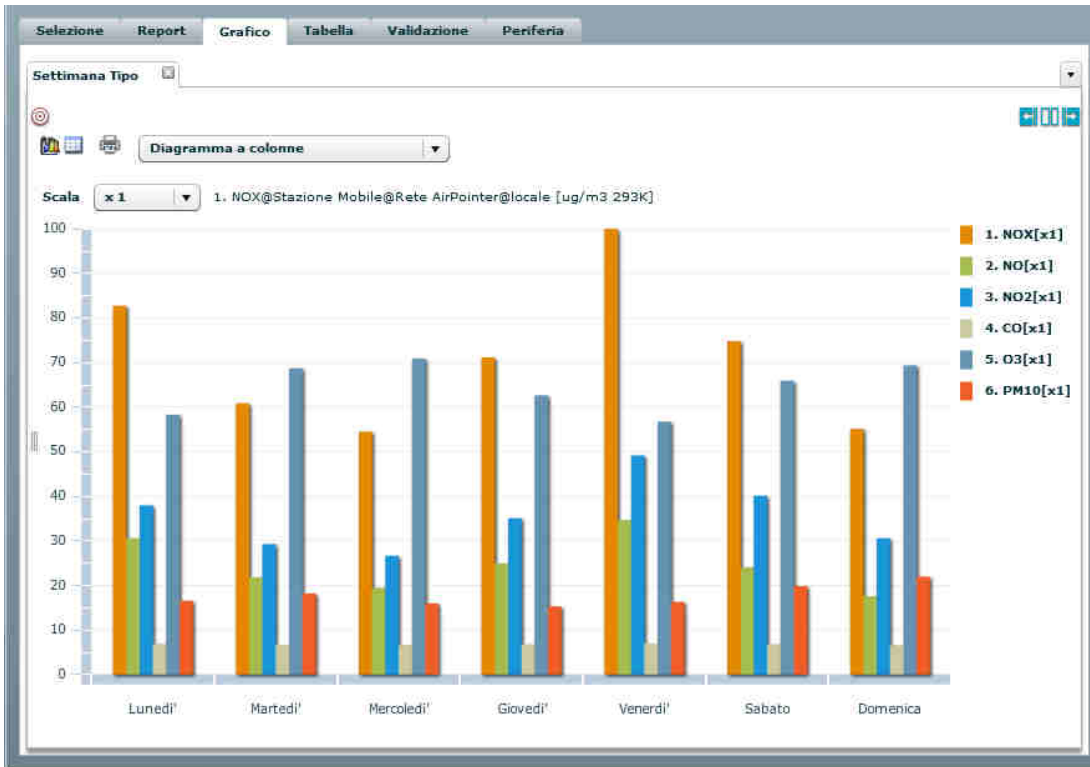 Selezione Report Grafico Tabella Validazione Periferia
Settimana Tipo
Diagramma a colonne
Scala x 1 1. NOX@Stazione Mobile@Rete AirPointer@locale [ug/m3 293K]
100
90
80
70
60
50
40
30
20
10
0
Lunedi' Martedi' Mercoledi' Giovedi' Venerdi' Sabato Domenica
1. NOX[x1]
2. NO[x1]
3. NO2[x1]
4. CO[x1]
5. O3[x1]
6. PM10[x1]